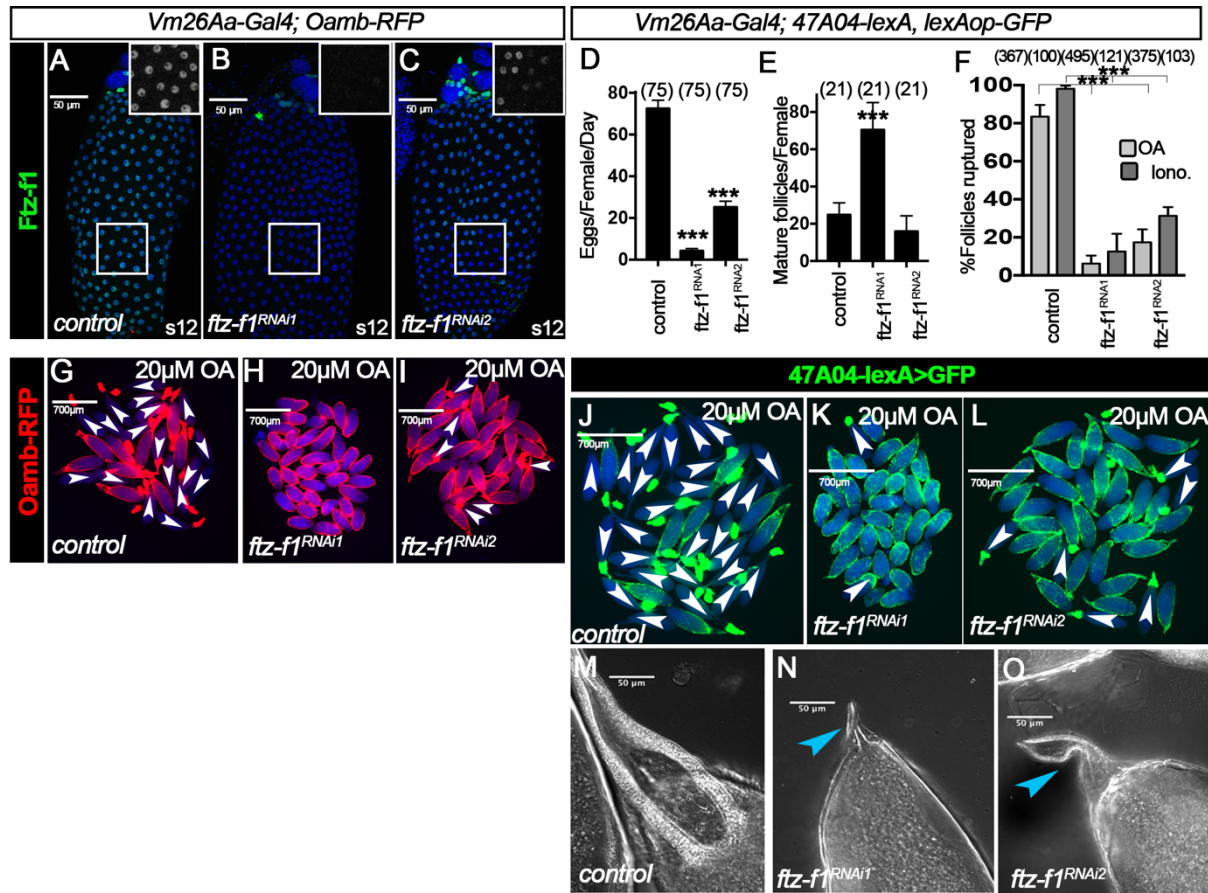 Vm26Aa-Gal4; Oamb-RFP
Vm26Aa-Gal4; 47A04-lexA, lexAop-GFP
Ftz-f1
A
50 µm
control
s12
B
50 µm
ftz-f1RNAi1
s12
C
50 µm
ftz-f1RNAi2
s12
D
(75) (75) (75)
Eggs/Female/Day
80
60
40
20
0
***
***
control
ftz-f1RNA1
ftz-f1RNA2
E
(21) (21) (21)
Mature follicles/Female
80
60
40
20
0
***
control
ftz-f1RNA1
ftz-f1RNA2
F
(367)(100)(495)(121)(375)(103)
%Follicles ruptured
100
80
60
40
20
0
***
***
OA
Iono.
control
ftz-f1RNA1
ftz-f1RNA2
Oamb-RFP
G
20µM OA
700µm
control
H
20µM OA
700µm
ftz-f1RNAi1
I
20µM OA
700µm
ftz-f1RNAi2
47A04-lexA>GFP
J
20µM OA
700µm
control
K
20µM OA
700µm
ftz-f1RNAi1
L
20µM OA
700µm
ftz-f1RNAi2
M
50 µm
control
N
50 µm
ftz-f1RNAi1
O
50 µm
ftz-f1RNAi2